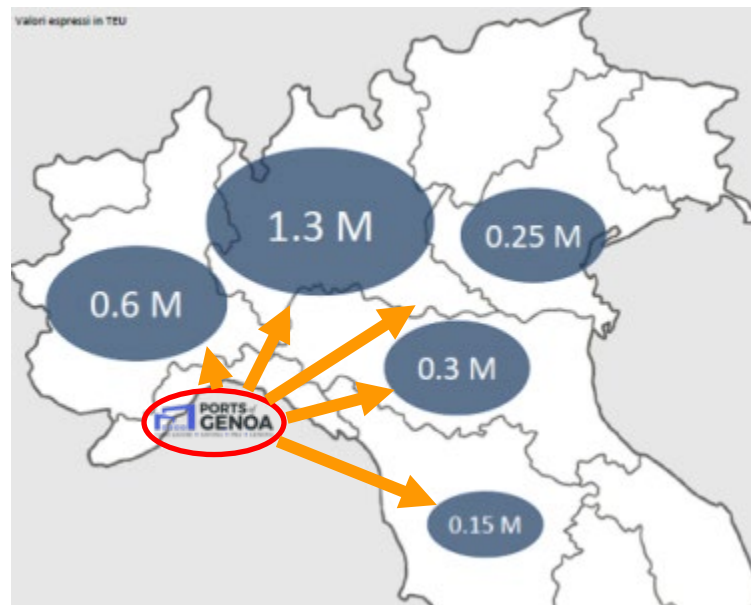 Valori espressi in TEU
1.3 M
0.25 M
0.6 M
0.3 M
PORTS of
GENOA
0.15 M